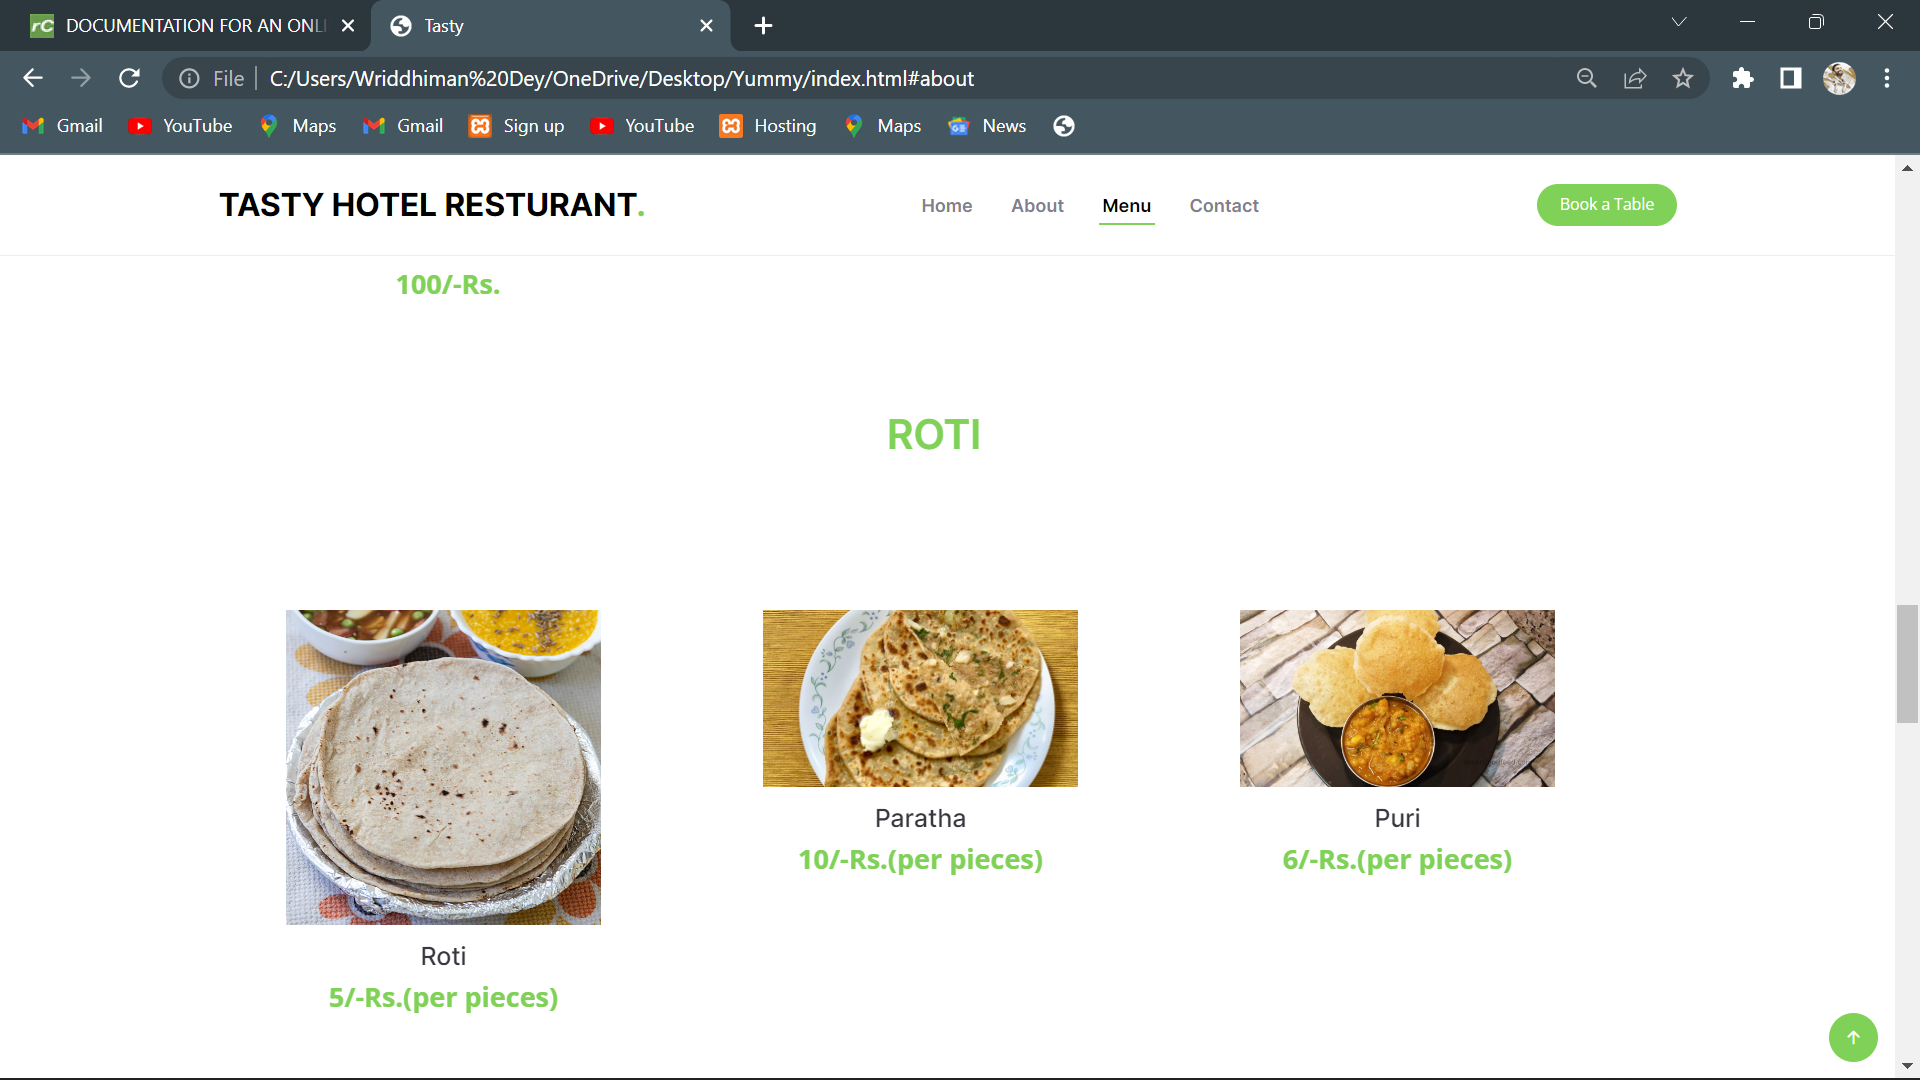 DOCUMENTATION FOR AN ONLI
Tasty
File
C:/Users/Wriddhiman%20Dey/OneDrive/Desktop/Yummy/index.html#about
Gmail
YouTube
Maps
Gmail
Sign up
YouTube
Hosting
Maps
News
TASTY HOTEL RESTURANT.
Home
About
Menu
Contact
Book a Table
100/-Rs.
ROTI
Roti
5/-Rs.(per pieces)
Paratha
10/-Rs.(per pieces)
Puri
6/-Rs.(per pieces)